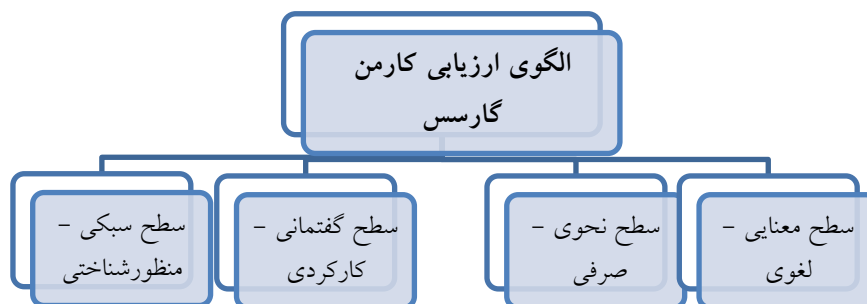 الگوی ارزیابی کارمن
گارسس
سطح معنایی –
لغوی
سطح نحوی –
صرفی
سطح گفتمانی –
کارکردی
سطح سبکی –
منظورشناختی